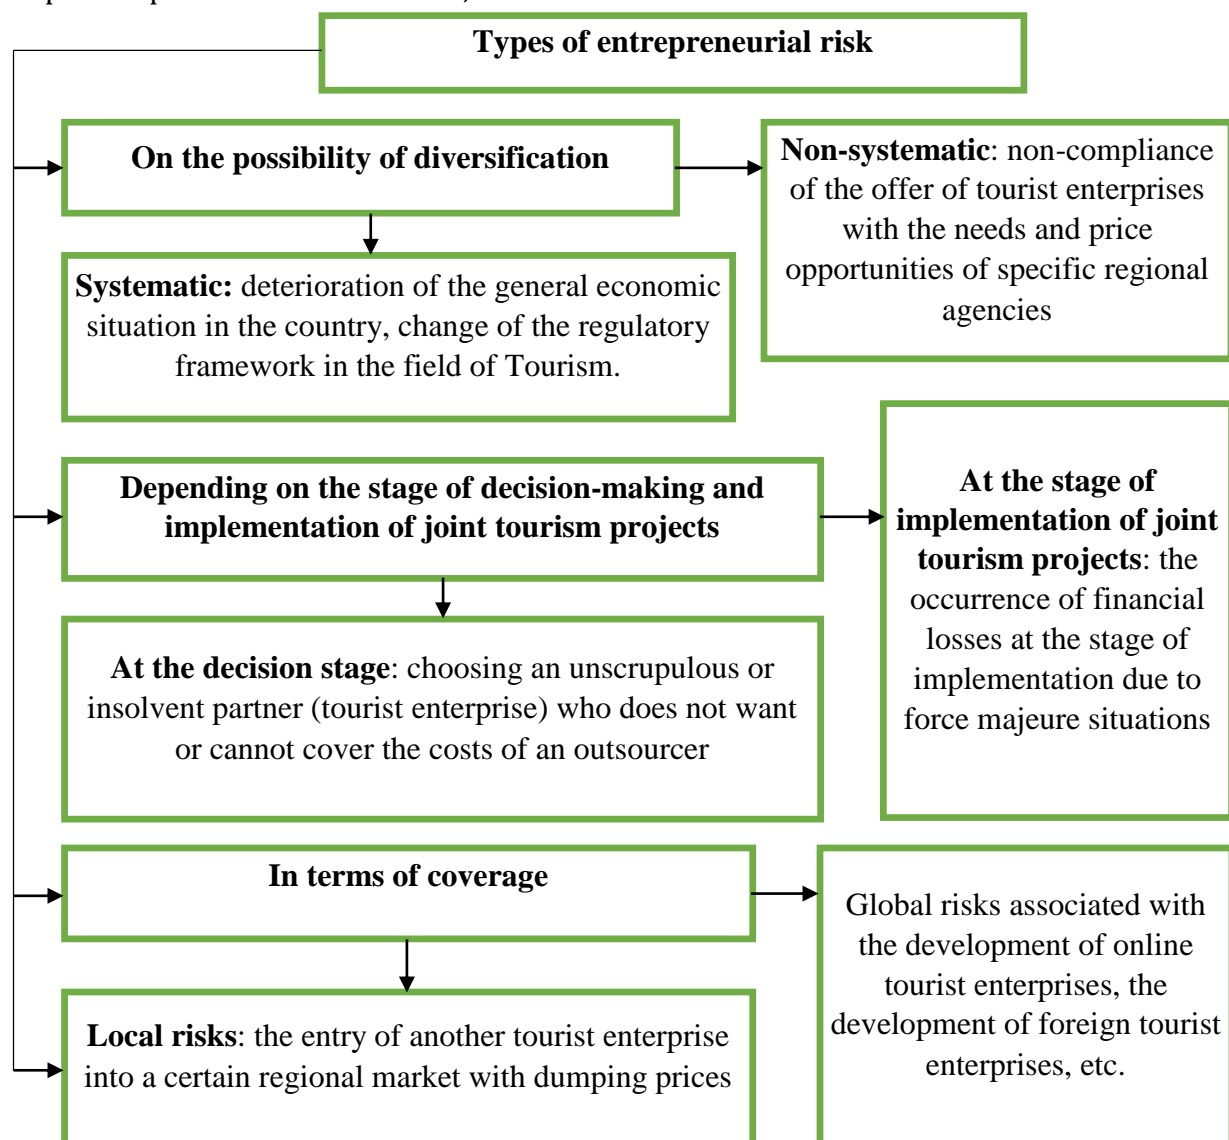 Types of entrepreneurial risk
On the possibility of diversification
Non-systematic: non-compliance
of the offer of tourist enterprises
with the needs and price
opportunities of specific regional
agencies
Systematic: deterioration of the general economic
situation in the country, change of the regulatory
framework in the field of Tourism.
Depending on the stage of decision-making and
implementation of joint tourism projects
At the stage of
implementation of joint
tourism projects: the
occurrence of financial
losses at the stage of
implementation due to
force majeure situations
At the decision stage: choosing an unscrupulous or
insolvent partner (tourist enterprise) who does not want
or cannot cover the costs of an outsourcer
In terms of coverage
Global risks associated with
the development of online
tourist enterprises, the
development of foreign tourist
enterprises, etc.
Local risks: the entry of another tourist enterprise
into a certain regional market with dumping prices